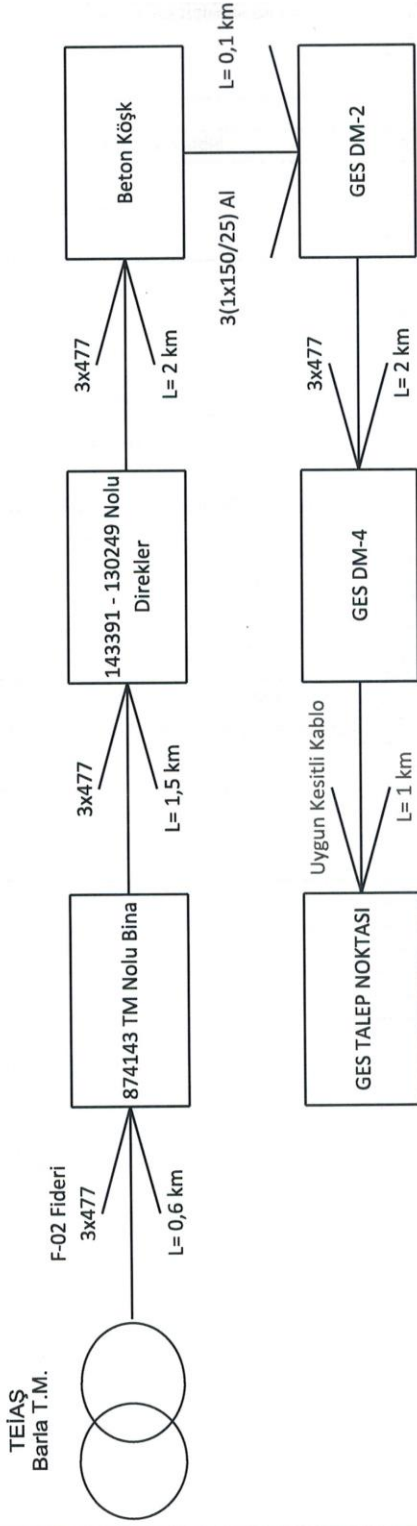 TEİAŞ
Barla T.M.
F-02 Fideri
3x477
L= 0,6 km
874143 TM Nolu Bina
3x477
L= 1,5 km
143391 - 130249 Nolu
Direkler
3x477
L= 2 km
Beton Köşk
3(1x150/25) Al
L= 0,1 km
GES DM-2
3x477
L= 2 km
GES DM-4
Uygun Kesitli Kablo
L= 1 km
GES TALEP NOKTASI